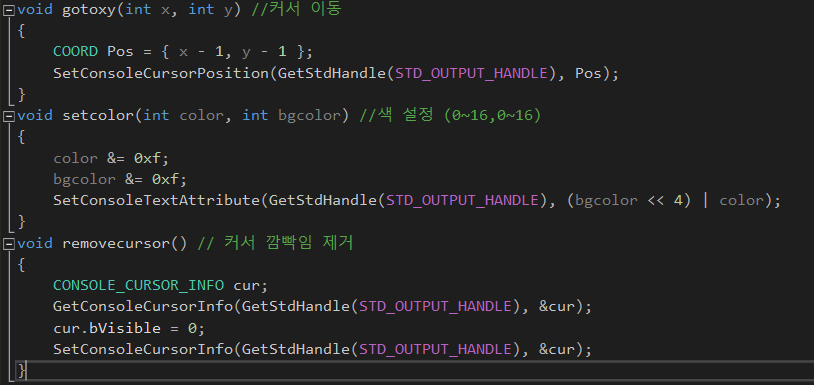 void gotoxy(int x, int y) //커서 이동
{
COORD Pos = { x - 1, y - 1 };
SetConsoleCursorPosition(GetStdHandle(STD_OUTPUT_HANDLE), Pos);
}
void setcolor(int color, int bgcolor) //색 설정 (0~16,0~16)
{
color &= 0xf;
bgcolor &= 0xf;
SetConsoleTextAttribute(GetStdHandle(STD_OUTPUT_HANDLE), (bgcolor << 4) | color);
}
void removecursor() // 커서 깜빡임 제거
{
CONSOLE_CURSOR_INFO cur;
GetConsoleCursorInfo(GetStdHandle(STD_OUTPUT_HANDLE), &cur);
cur.bVisible = 0;
SetConsoleCursorInfo(GetStdHandle(STD_OUTPUT_HANDLE), &cur);
}